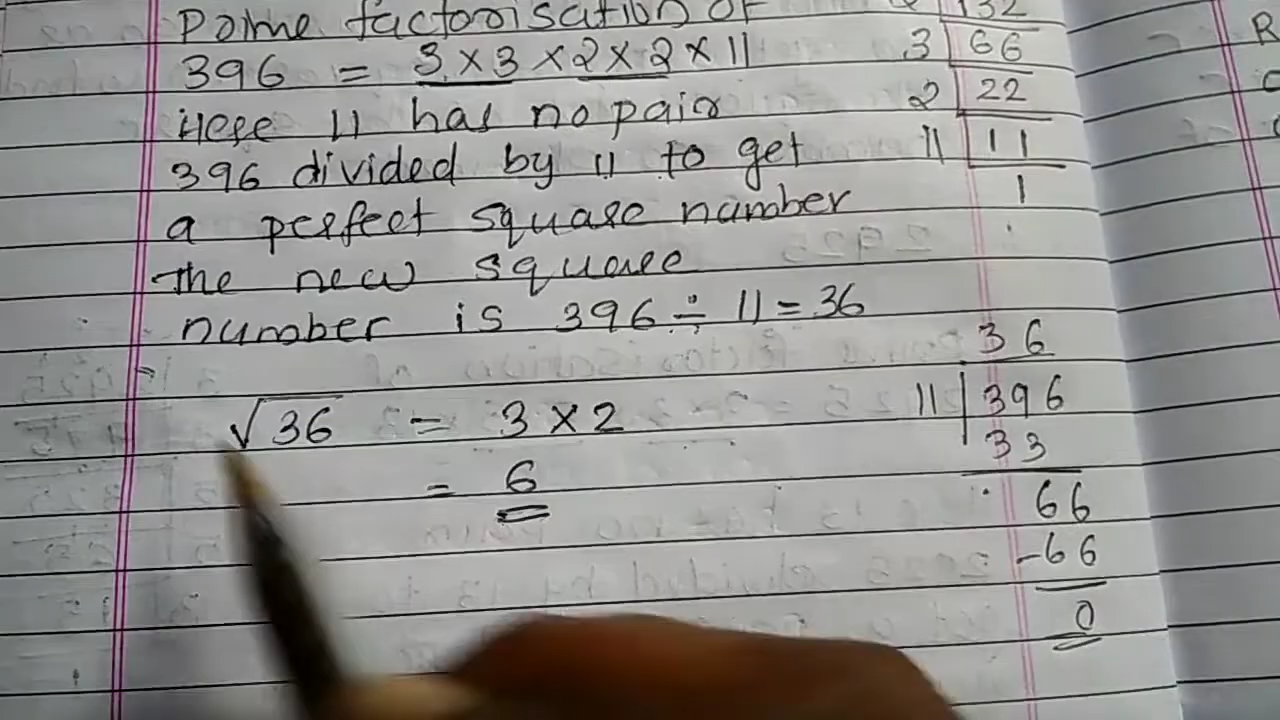 Prime factorisation of
396 = 3 × 3 × 2 × 2 × 11
Here 11 has no pair
396 divided by 11 to get
a perfect square number
The new square
number is 396 ÷ 11 = 36
√36 = 3 × 2
= 6
132
3 | 66
2 | 22
11 | 11
1
36
11 | 396
33
66
-66
0
R